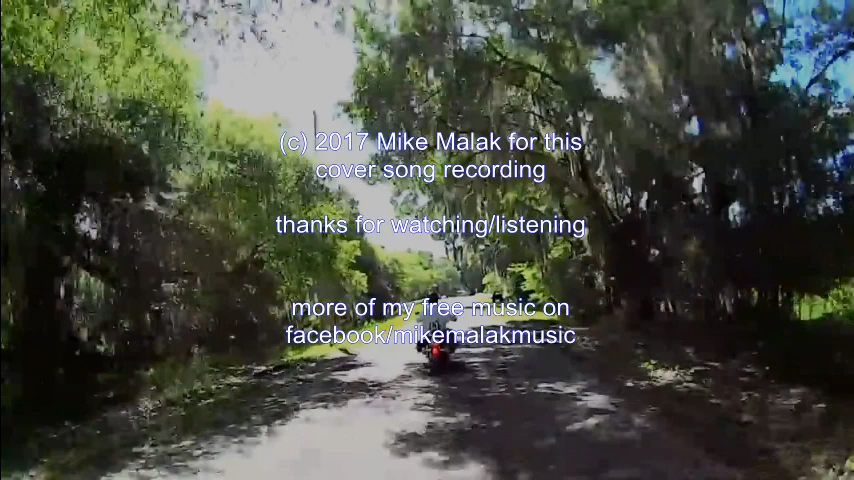 (c) 2017 Mike Malak for this
cover song recording
thanks for watching/listening
more of my free music on
facebook/mikemalakmusic